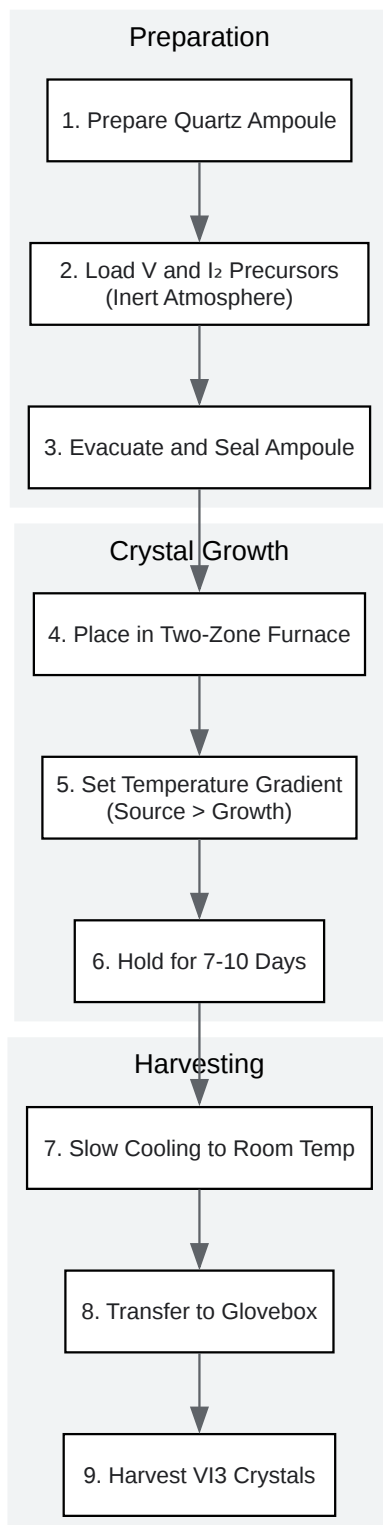 Preparation
1. Prepare Quartz Ampoule
2. Load V and I₂ Precursors
(Inert Atmosphere)
3. Evacuate and Seal Ampoule
Crystal Growth
4. Place in Two-Zone Furnace
5. Set Temperature Gradient
(Source > Growth)
6. Hold for 7-10 Days
Harvesting
7. Slow Cooling to Room Temp
8. Transfer to Glovebox
9. Harvest VI3 Crystals